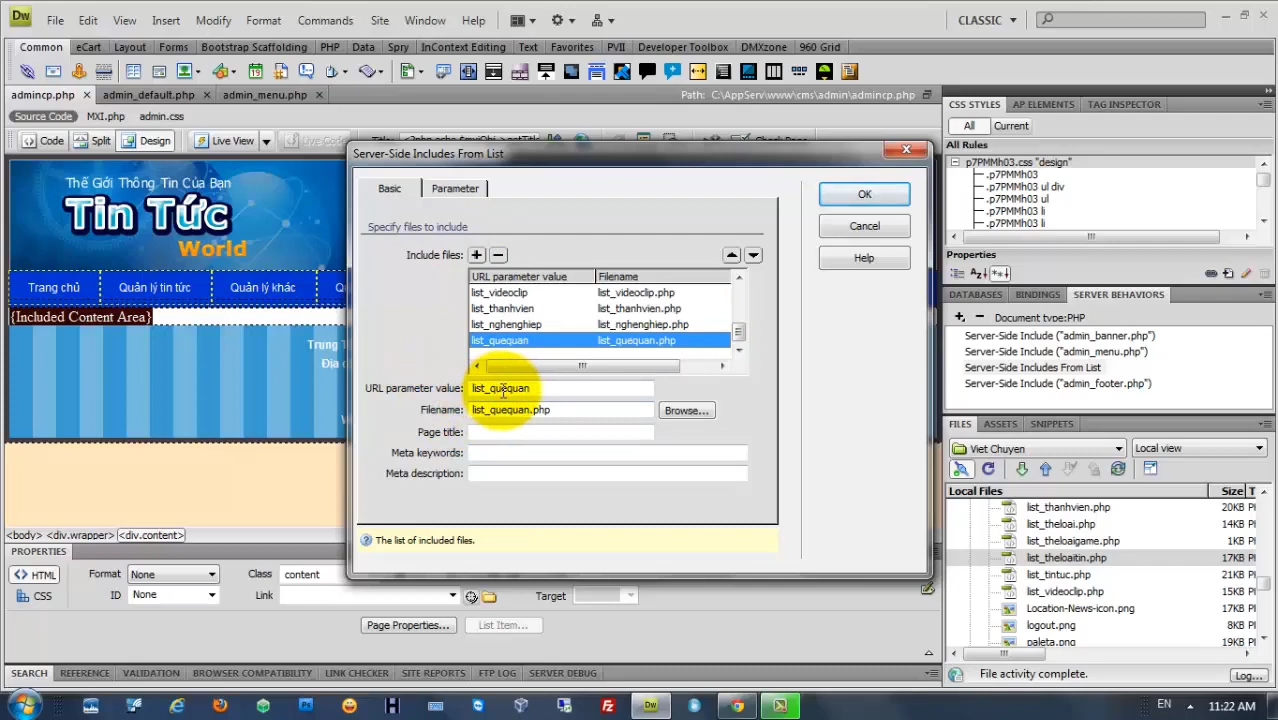 Dw File Edit View Insert Modify Format Commands Site Window Help CLASSIC
Common eCart Layout Forms Bootstrap Scaffolding PHP Data Spry InContext Editing Text Favorites PVII Developer Toolbox DMXzone 960 Grid
admincp.php admin_default.php admin_menu.php Path: C:\AppServ\www\cms\admin\admincp.php
Source Code MXI.php admin.css
Code Split Design Live View Live Code Title: Check Page
CSS STYLES AP ELEMENTS TAG INSPECTOR
All Current
All Rules
p7PMMh03.css "design"
.p7PMMh03
.p7PMMh03 ul div
.p7PMMh03 ul
.p7PMMh03 li
.p7PMMh03 li
Properties
DATABASES BINDINGS SERVER BEHAVIORS
Document type:PHP
Server-Side Include ("admin_banner.php")
Server-Side Include ("admin_menu.php")
Server-Side Includes From List
Server-Side Include ("admin_footer.php")
FILES ASSETS SNIPPETS
Viet Chuyen Local view
Local Files Size T
list_thanhvien.php 20KB
list_theloai.php 14KB
list_theloaigame.php 1KB
list_theloaitin.php 17KB
list_tintuc.php 21KB
list_videoclip.php 15KB
Location-News-icon.png 17KB
logout.png 8KB
paleta.png
File activity complete. Log...
Thế Giới Thông Tin Của Bạn
Tin Tức
World
Trang chủ Quản lý tin tức Quản lý khác
{Included Content Area}
Trung T
Địa c
Server-Side Includes From List
Basic Parameter
Specify files to include
Include files:
URL parameter value Filename
list_videoclip list_videoclip.php
list_thanhvien list_thanhvien.php
list_nghenghiep list_nghenghiep.php
list_quequan list_quequan.php
URL parameter value: list_quequan
Filename: list_quequan.php Browse...
Page title:
Meta keywords:
Meta description:
The list of included files.
OK
Cancel
Help
<body> <div.wrapper> <div.content>
PROPERTIES
HTML Format None Class content
CSS ID None Link Target
Page Properties... List Item...
SEARCH REFERENCE VALIDATION BROWSER COMPATIBILITY LINK CHECKER SITE REPORTS FTP LOG SERVER DEBUG
EN 11:22 AM